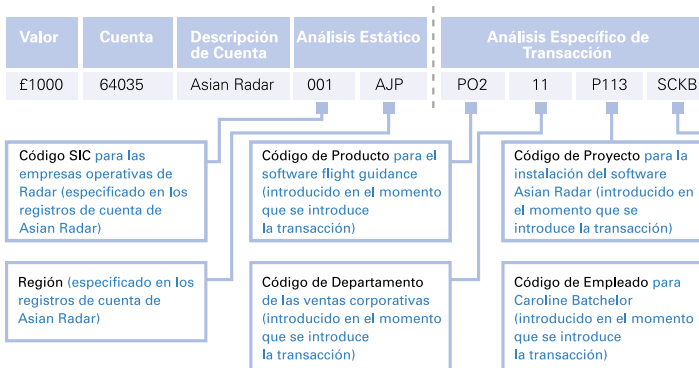 Valor Cuenta Descripción de Cuenta Análisis Estático Análisis Específico de Transacción
£1000 64035 Asian Radar 001 AJP PO2 11 P113 SCKB
Código SIC para las
empresas operativas de
Radar (especificado en los
registros de cuenta de
Asian Radar)
Código de Producto para el
software flight guidance
(introducido en el momento
que se introduce
la transacción)
Código de Proyecto para la
instalación del software
Asian Radar (introducido en
el momento que se
introduce la transacción)
Región (especificado en los
registros de cuenta de
Asian Radar)
Código de Departamento
de las ventas corporativas
(introducido en el momento
que se introduce
la transacción)
Código de Empleado para
Caroline Batchelor
(introducido en el momento
que se introduce
la transacción)